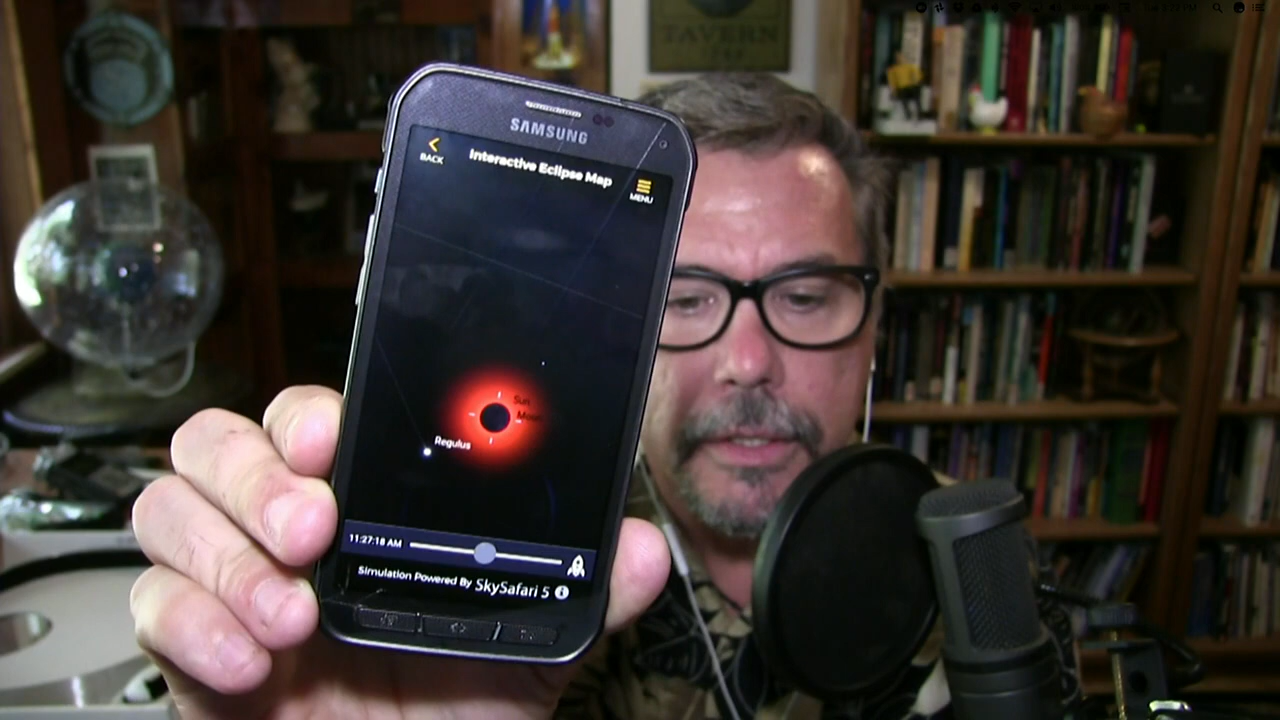 TAVERN
SAMSUNG
BACK
Interactive Eclipse Map
MENU
Sun
Moon
Regulus
11:27:18 AM
Simulation Powered By SkySafari 5